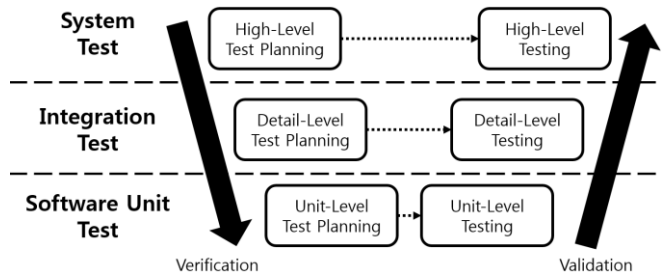 System
Test
High-Level
Test Planning
High-Level
Testing
Integration
Test
Detail-Level
Test Planning
Detail-Level
Testing
Software Unit
Test
Unit-Level
Test Planning
Unit-Level
Testing
Verification
Validation